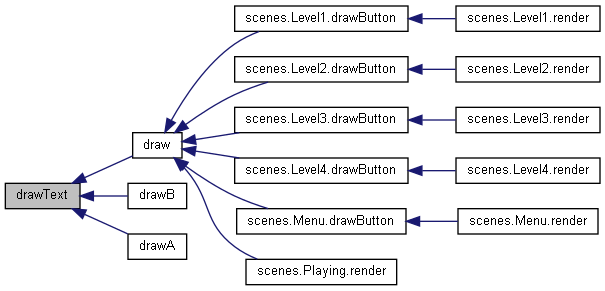 scenes.Level1.drawButton
scenes.Level1.render
scenes.Level2.drawButton
scenes.Level2.render
scenes.Level3.drawButton
scenes.Level3.render
draw
scenes.Level4.drawButton
scenes.Level4.render
drawText
drawB
scenes.Menu.drawButton
scenes.Menu.render
drawA
scenes.Playing.render